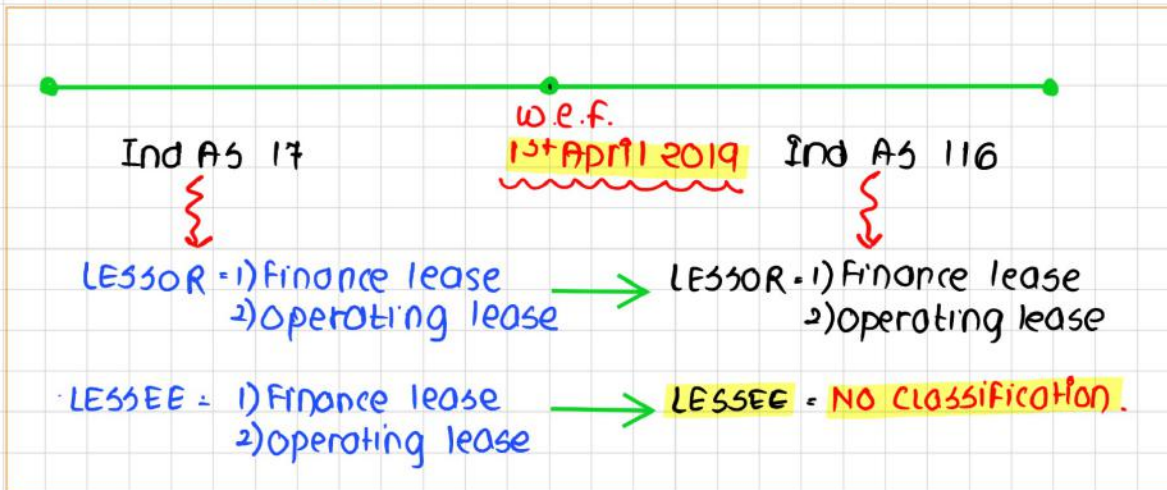 w.e.f.
Ind AS 17
1st April 2019
Ind AS 116
LESSOR = 1) Finance lease
2) Operating lease
LESSOR = 1) Finance lease
2) Operating lease
LESSEE = 1) Finance lease
2) Operating lease
LESSEE = NO Classification.